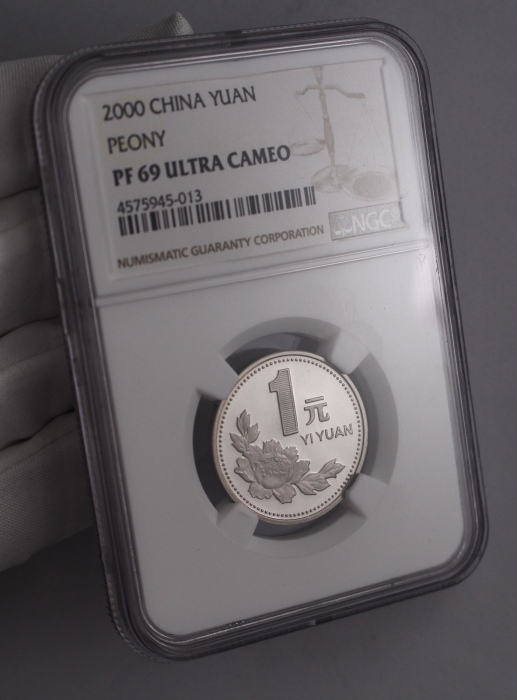 2000 CHINA YUAN
PEONY
PF 69 ULTRA CAMEO
4575945-013
NUMISMATIC GUARANTY CORPORATION
NGC
1元
YI YUAN